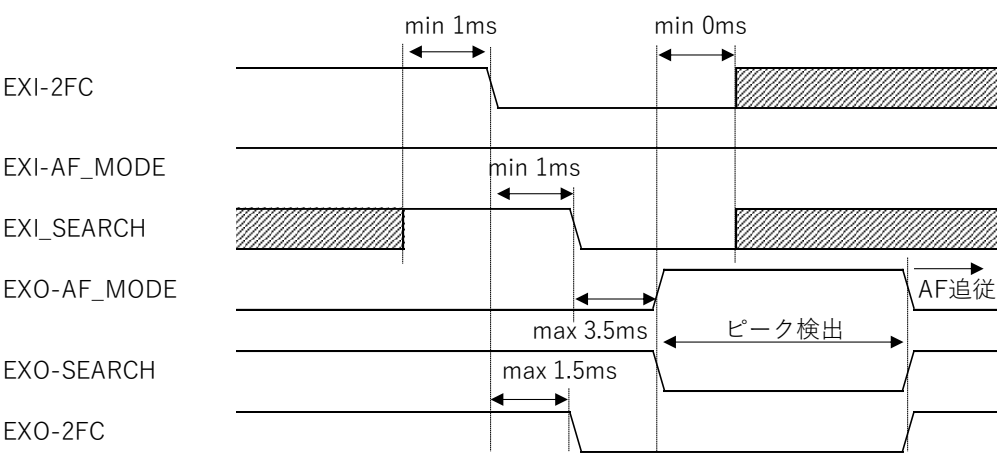 min 1ms
min 0ms
EXI-2FC
EXI-AF_MODE
min 1ms
EXI_SEARCH
EXO-AF_MODE
AF追従
max 3.5ms
ピーク検出
EXO-SEARCH
max 1.5ms
EXO-2FC